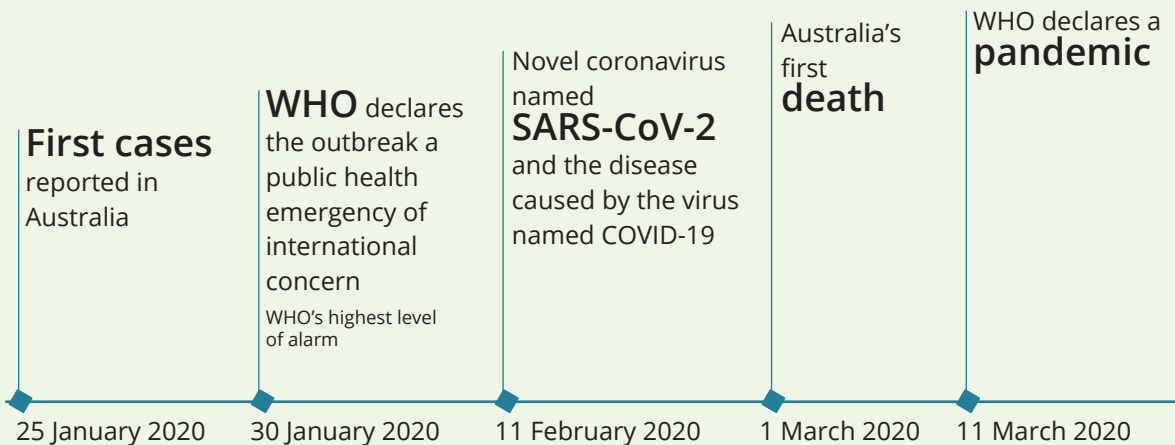 First cases
reported in
Australia
25 January 2020
WHO declares
the outbreak a
public health
emergency of
international
concern
WHO’s highest level
of alarm
30 January 2020
Novel coronavirus
named
SARS-CoV-2
and the disease
caused by the virus
named COVID-19
11 February 2020
Australia’s
first
death
1 March 2020
WHO declares a
pandemic
11 March 2020